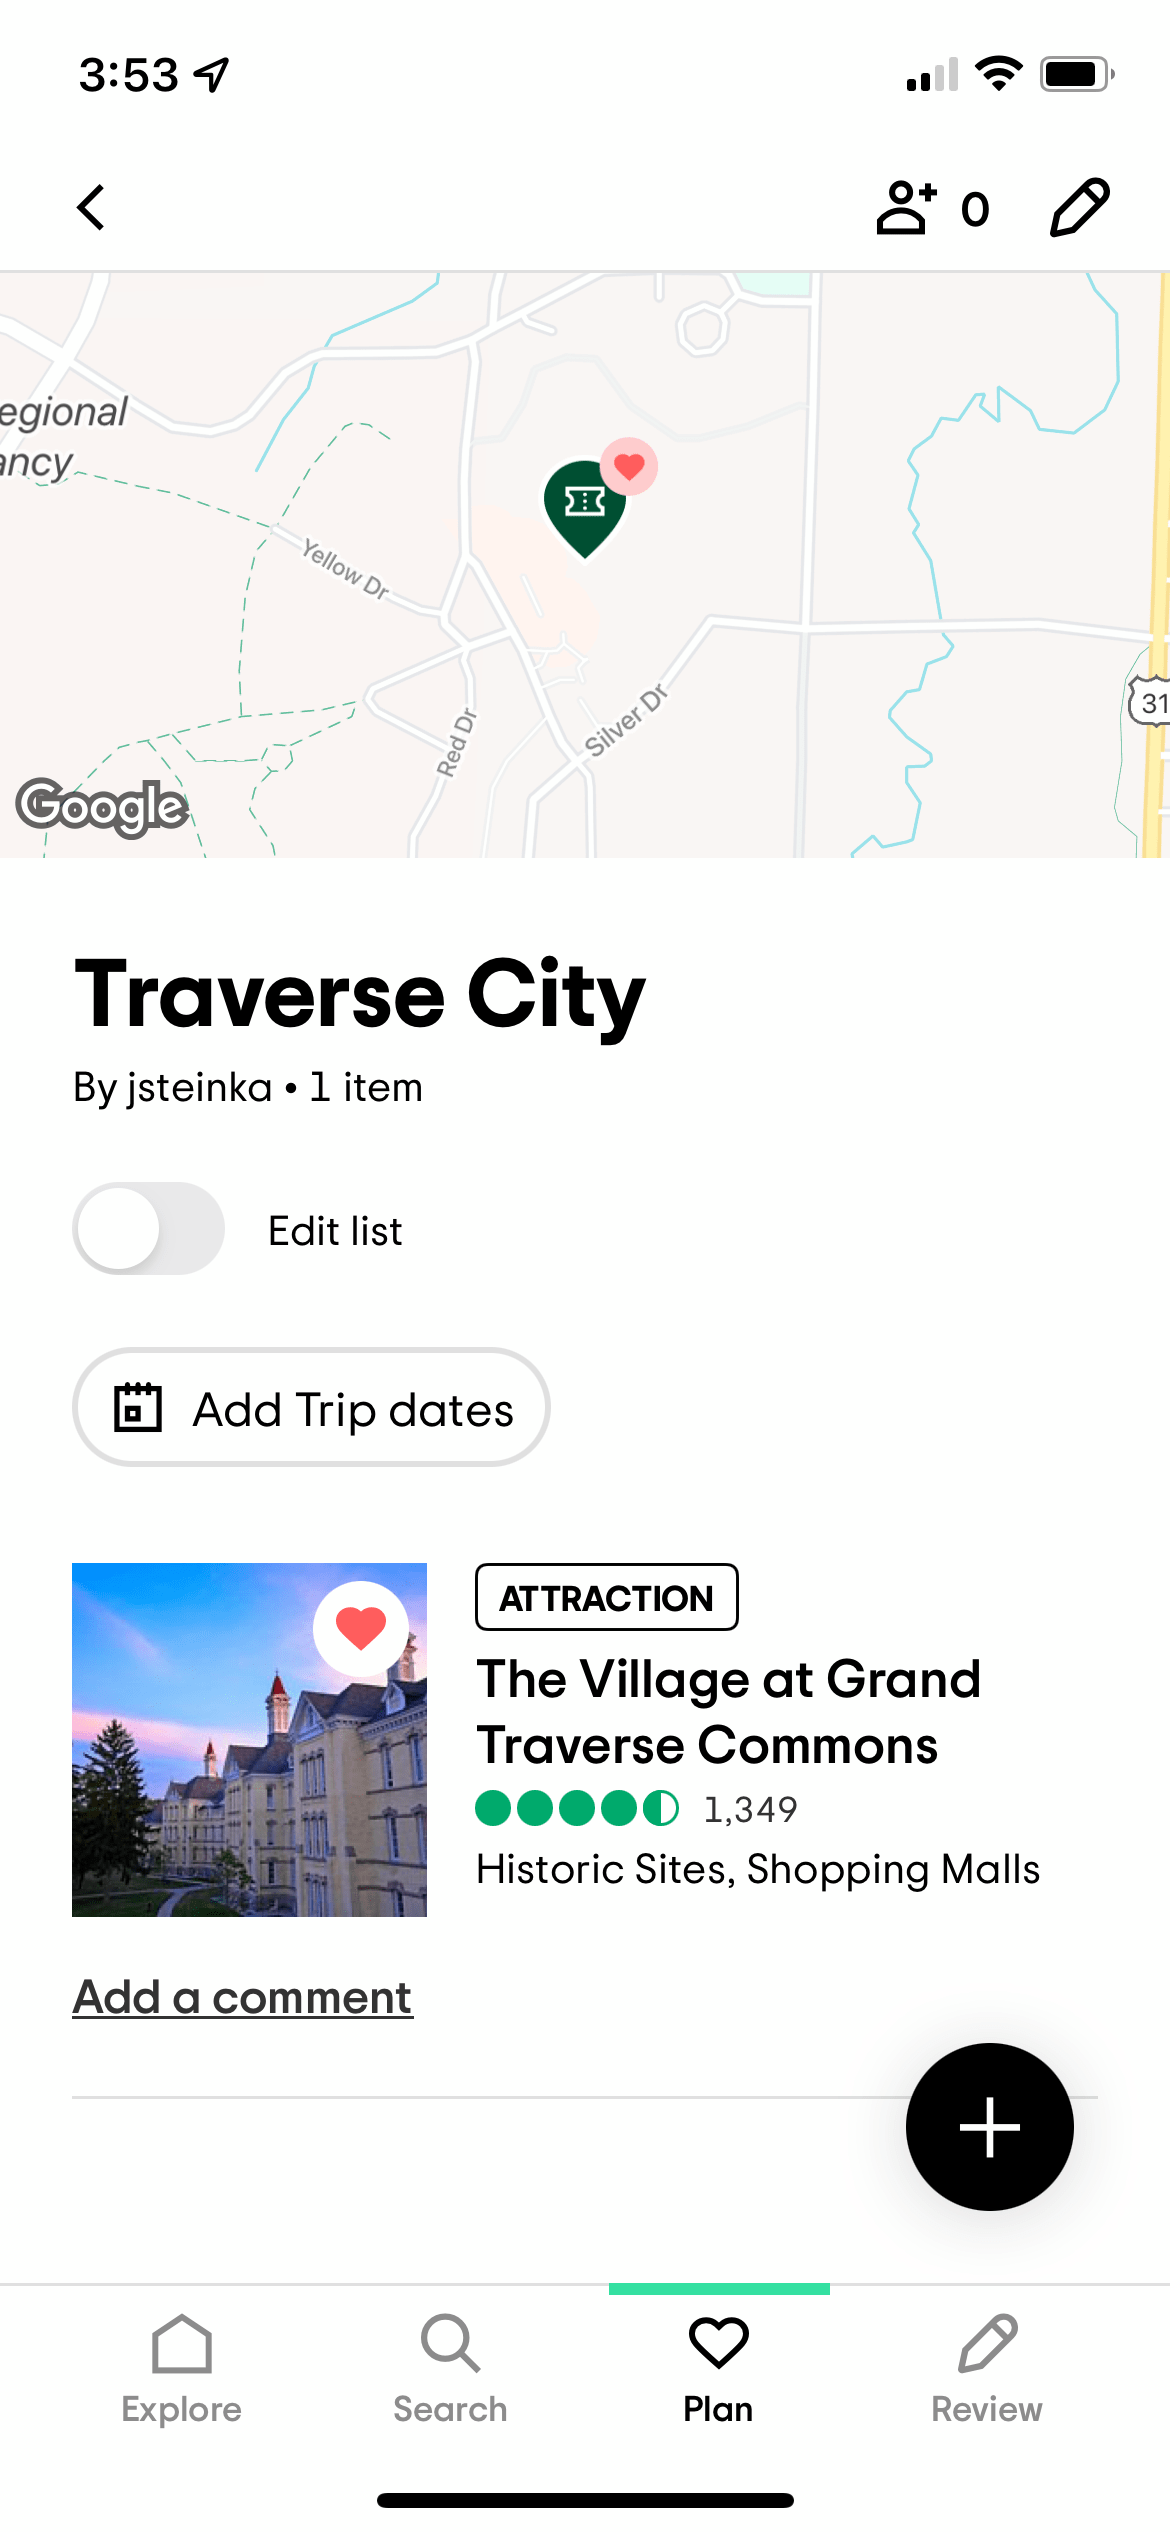 3:53
0
egional
ancy
Yellow Dr
Red Dr
Silver Dr
31
Google
Traverse City
By jsteinka • 1 item
Edit list
Add Trip dates
ATTRACTION
The Village at Grand
Traverse Commons
1,349
Historic Sites, Shopping Malls
Add a comment
Explore
Search
Plan
Review